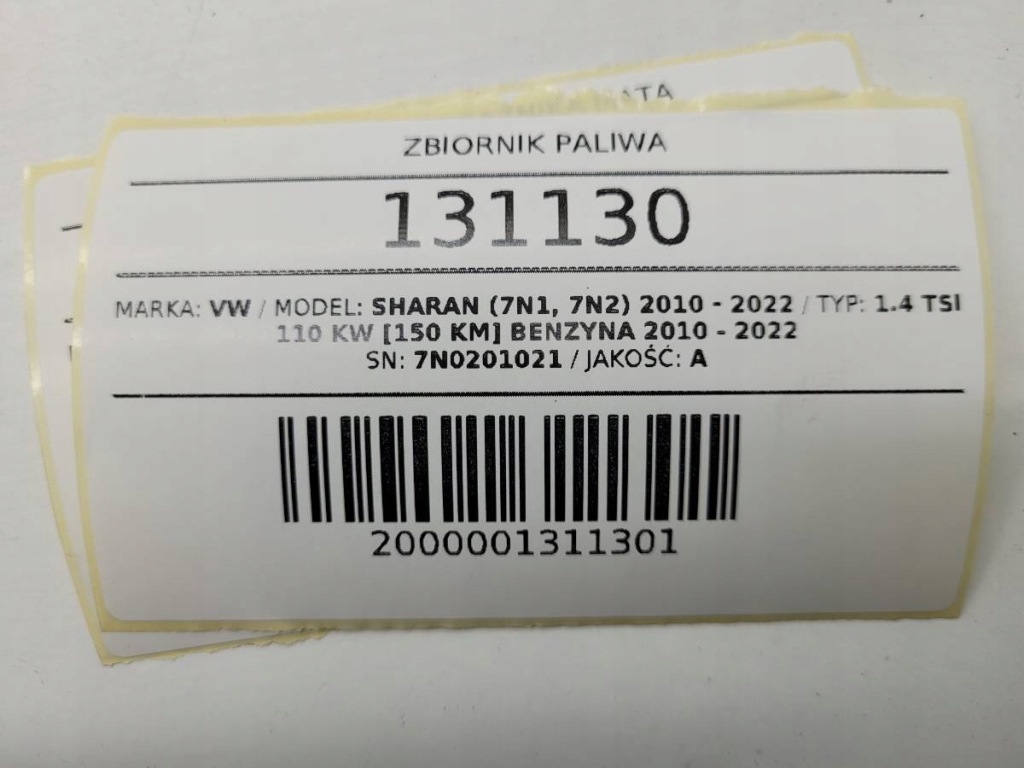 ZBIORNIK PALIWA
131130
MARKA: VW / MODEL: SHARAN (7N1, 7N2) 2010 - 2022 / TYP: 1.4 TSI
110 KW [150 KM] BENZYNA 2010 - 2022
SN: 7N0201021 / JAKOŚĆ: A
2000001311301